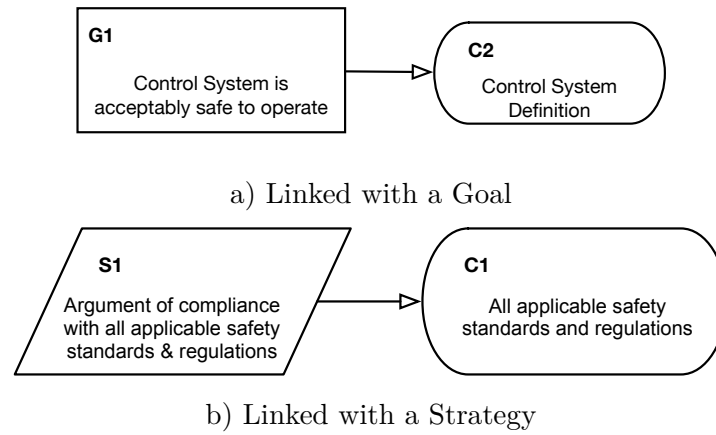 G1
Control System is
acceptably safe to operate
C2
Control System
Definition
a) Linked with a Goal
S1
Argument of compliance
with all applicable safety
standards & regulations
C1
All applicable safety
standards and regulations
b) Linked with a Strategy